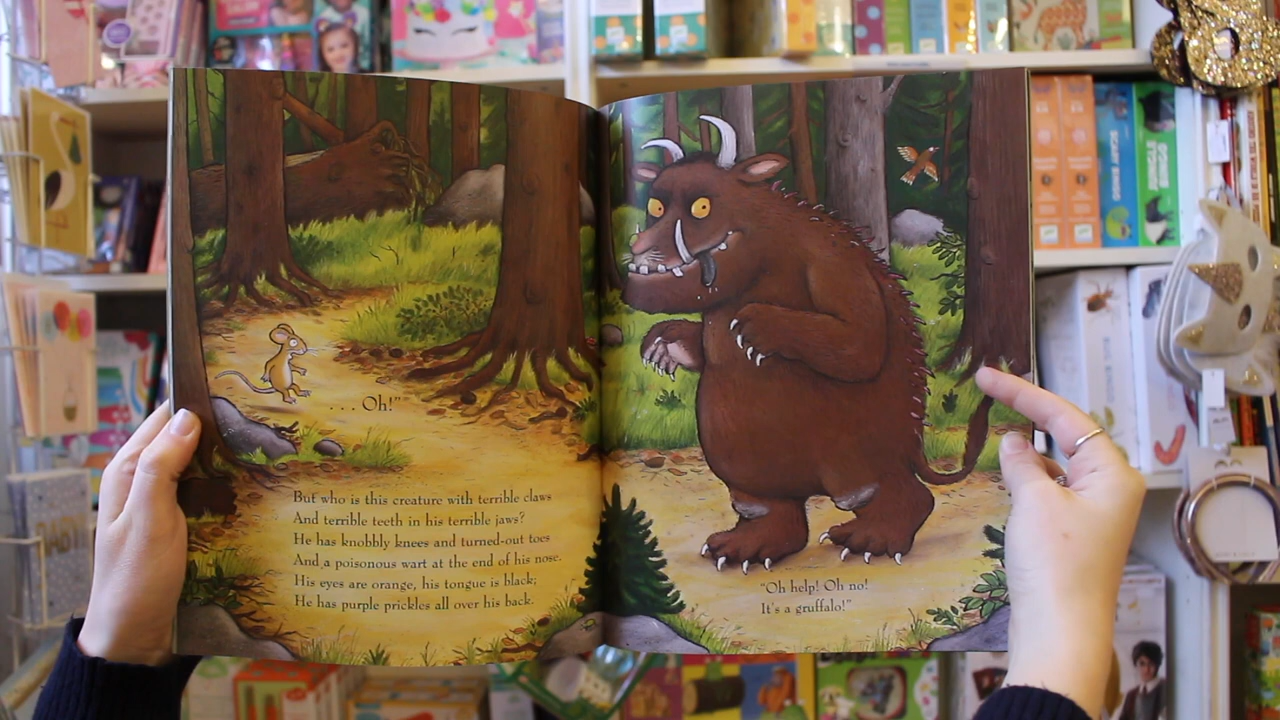 . . . Oh!"
But who is this creature with terrible claws
And terrible teeth in his terrible jaws?
He has knobbly knees and turned-out toes
And a poisonous wart at the end of his nose.
His eyes are orange, his tongue is black;
He has purple prickles all over his back.
"Oh help! Oh no!
It's a gruffalo!"